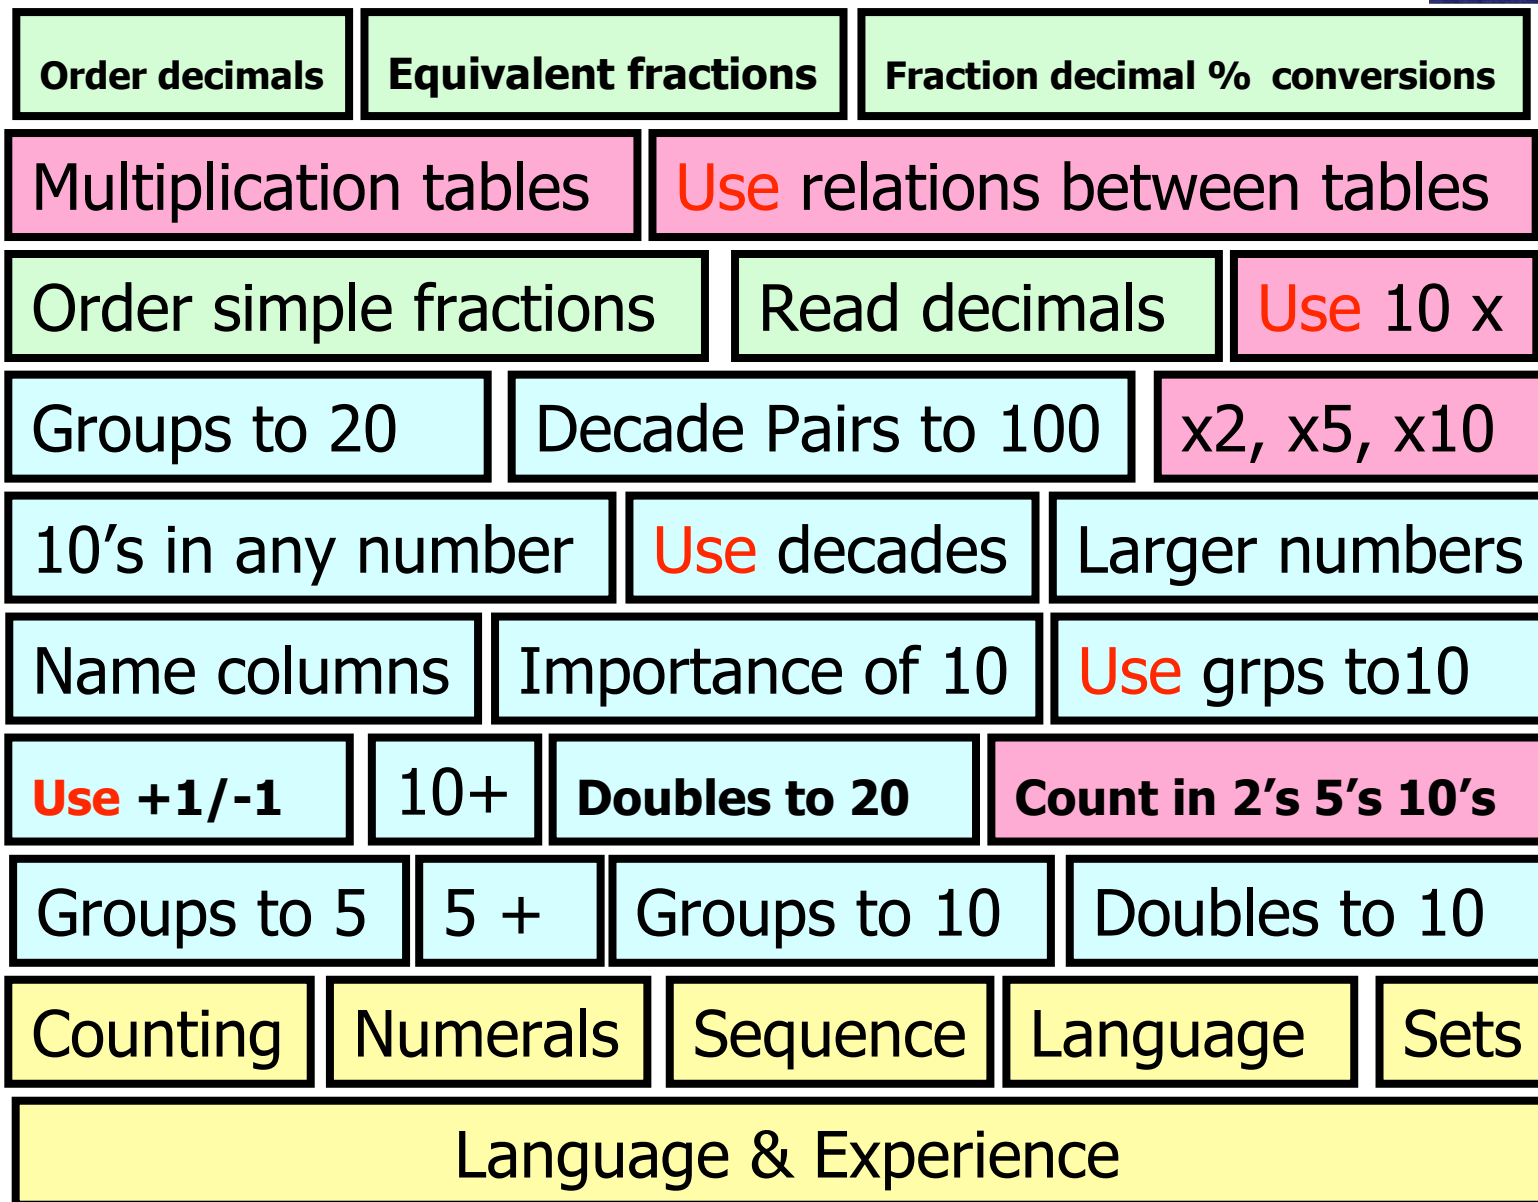 Order decimals Equivalent fractions Fraction decimal % conversions
Multiplication tables Use relations between tables
Order simple fractions Read decimals Use 10 x
Groups to 20 Decade Pairs to 100 x2, x5, x10
10’s in any number Use decades Larger numbers
Name columns Importance of 10 Use grps to10
Use +1/-1 10+ Doubles to 20 Count in 2’s 5’s 10’s
Groups to 5 5 + Groups to 10 Doubles to 10
Counting Numerals Sequence Language Sets
Language & Experience